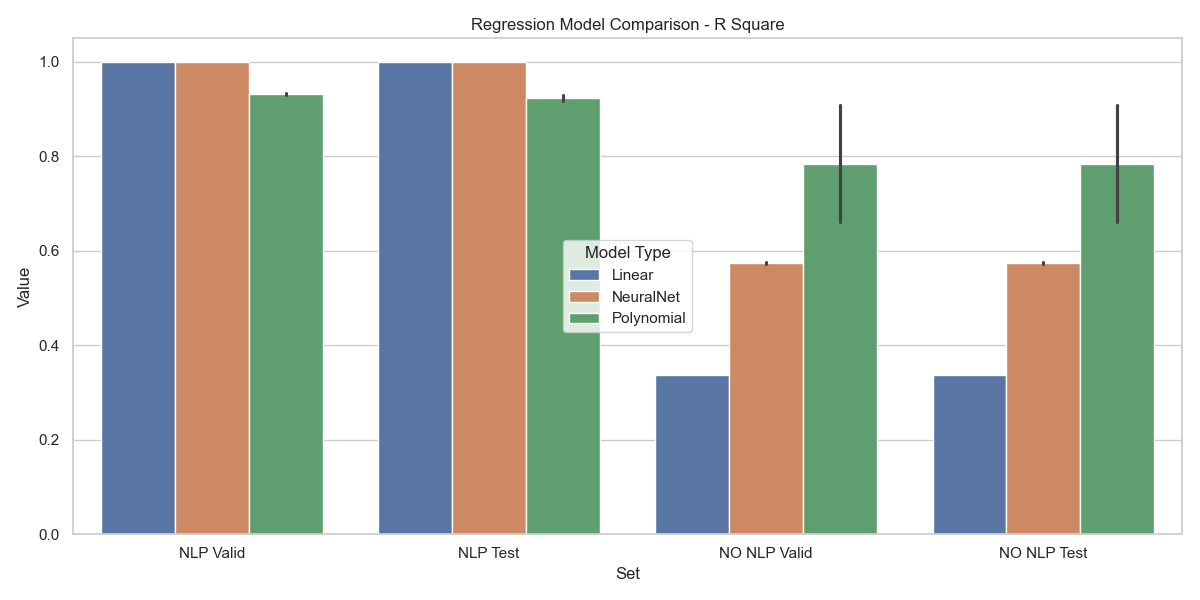 Regression Model Comparison - R Square
1.0
0.8
0.6
0.4
0.2
0.0
Value
Model Type
Linear
NeuralNet
Polynomial
NLP Valid
NLP Test
NO NLP Valid
NO NLP Test
Set